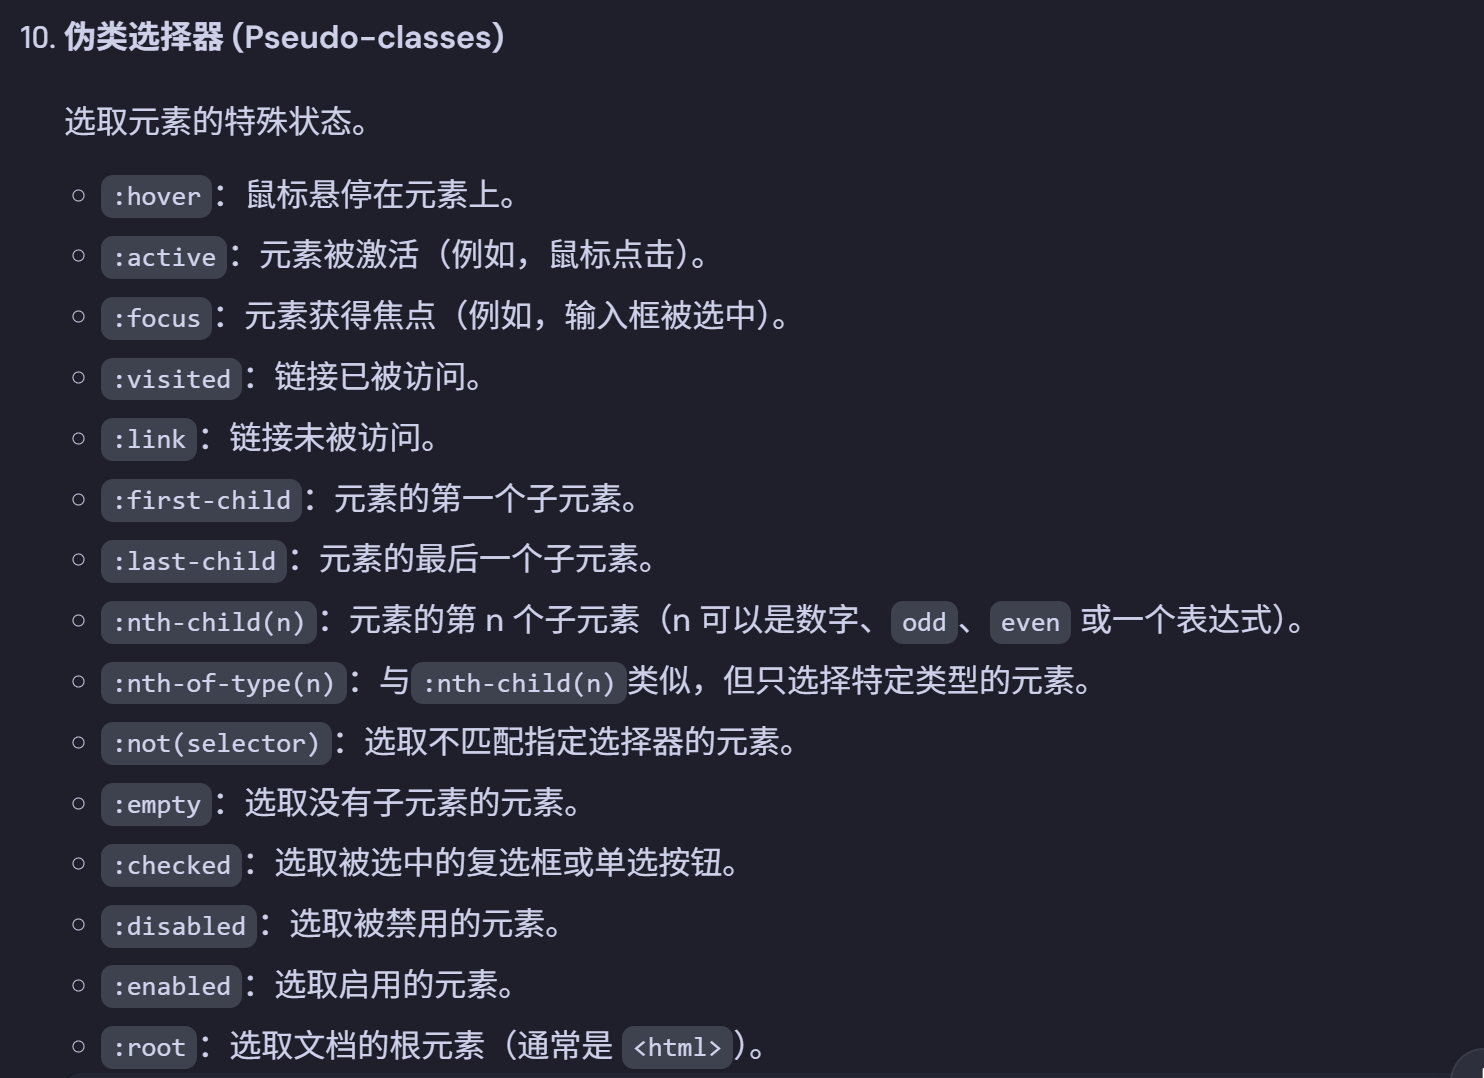 10. 伪类选择器 (Pseudo-classes)
选取元素的特殊状态。
:hover：鼠标悬停在元素上。
:active：元素被激活（例如，鼠标点击）。
:focus：元素获得焦点（例如，输入框被选中）。
:visited：链接已被访问。
:link：链接未被访问。
:first-child：元素的第一个子元素。
:last-child：元素的最后一个子元素。
:nth-child(n)：元素的第 n 个子元素（n 可以是数字、odd、even 或一个表达式）。
:nth-of-type(n)：与:nth-child(n)类似，但只选择特定类型的元素。
:not(selector)：选取不匹配指定选择器的元素。
:empty：选取没有子元素的元素。
:checked：选取被选中的复选框或单选按钮。
:disabled：选取被禁用的元素。
:enabled：选取启用的元素。
:root：选取文档的根元素（通常是 <html>）。